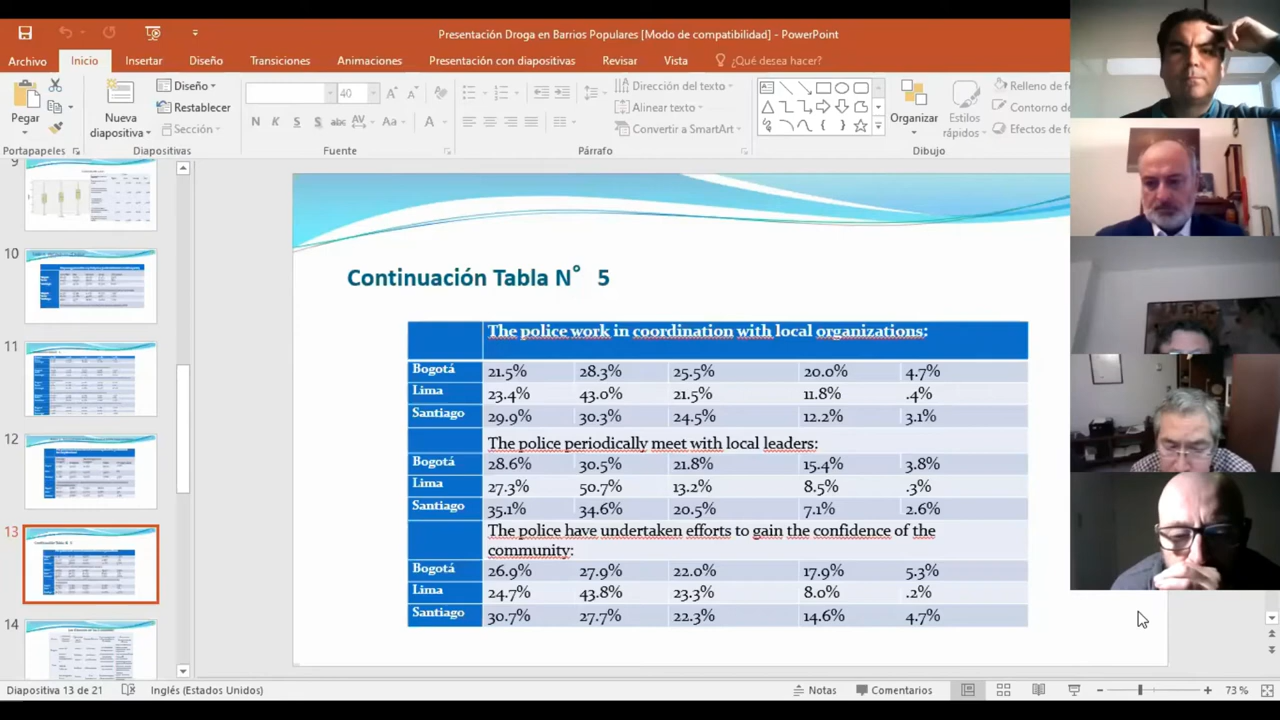 Presentación Droga en Barrios Populares [Modo de compatibilidad] - PowerPoint
Archivo Inicio Insertar Diseño Transiciones Animaciones Presentación con diapositivas Revisar Vista ¿Qué desea hacer?
Pegar
Nueva diapositiva
Diseño
Restablecer
Sección
40
N K S S abc AV Aa A
Dirección del texto
Alinear texto
Convertir a SmartArt
Organizar
Estilos rápidos
Relleno de
Contorno de
Efectos de fo
Portapapeles Diapositivas Fuente Párrafo Dibujo
9
10
11
12
13
14
Continuación Tabla N° 5
The police work in coordination with local organizations:
Bogotá 21.5% 28.3% 25.5% 20.0% 4.7%
Lima 23.4% 43.0% 21.5% 11.8% .4%
Santiago 29.9% 30.3% 24.5% 12.2% 3.1%
The police periodically meet with local leaders:
Bogotá 28.6% 30.5% 21.8% 15.4% 3.8%
Lima 27.3% 50.7% 13.2% 8.5% .3%
Santiago 35.1% 34.6% 20.5% 7.1% 2.6%
The police have undertaken efforts to gain the confidence of the
community:
Bogotá 26.9% 27.9% 22.0% 17.9% 5.3%
Lima 24.7% 43.8% 23.3% 8.0% .2%
Santiago 30.7% 27.7% 22.3% 14.6% 4.7%
Diapositiva 13 de 21 Inglés (Estados Unidos) Notas Comentarios 73 %